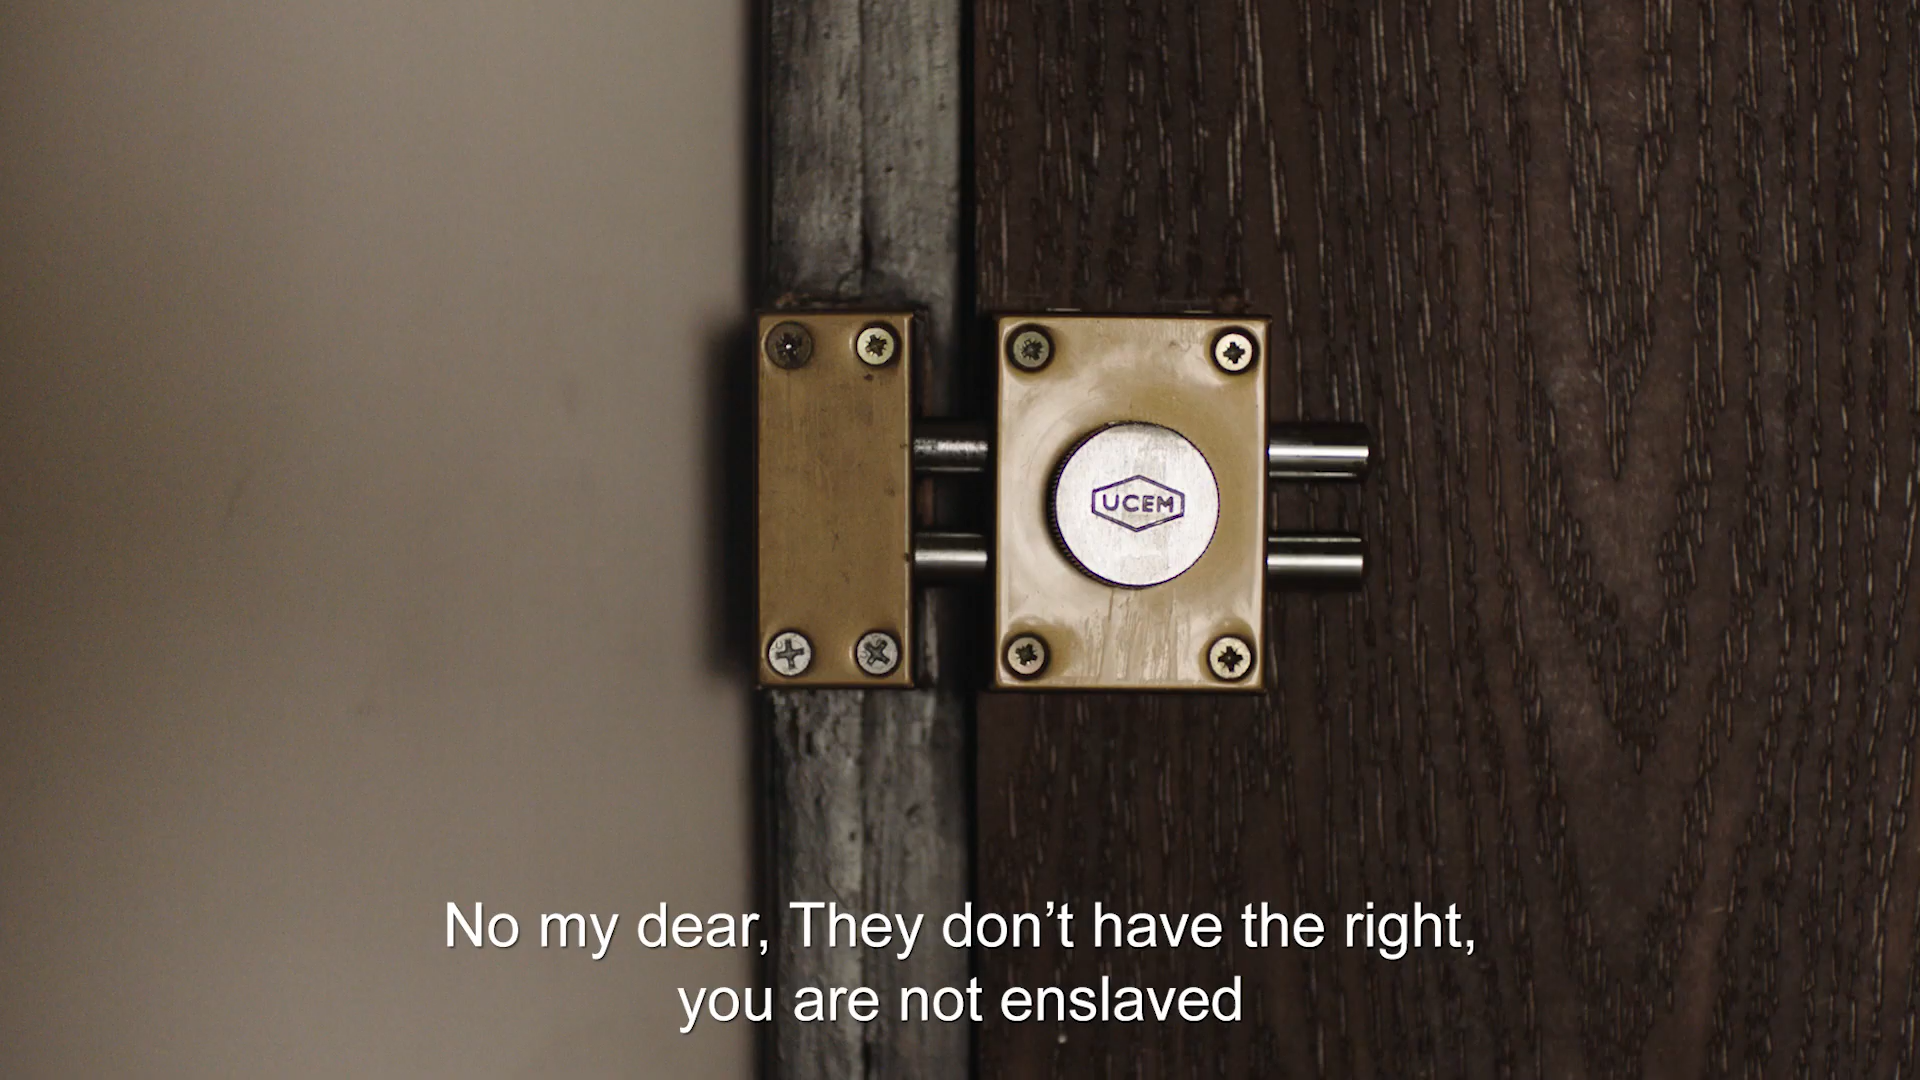 UCEM
No my dear, They don’t have the right,
you are not enslaved